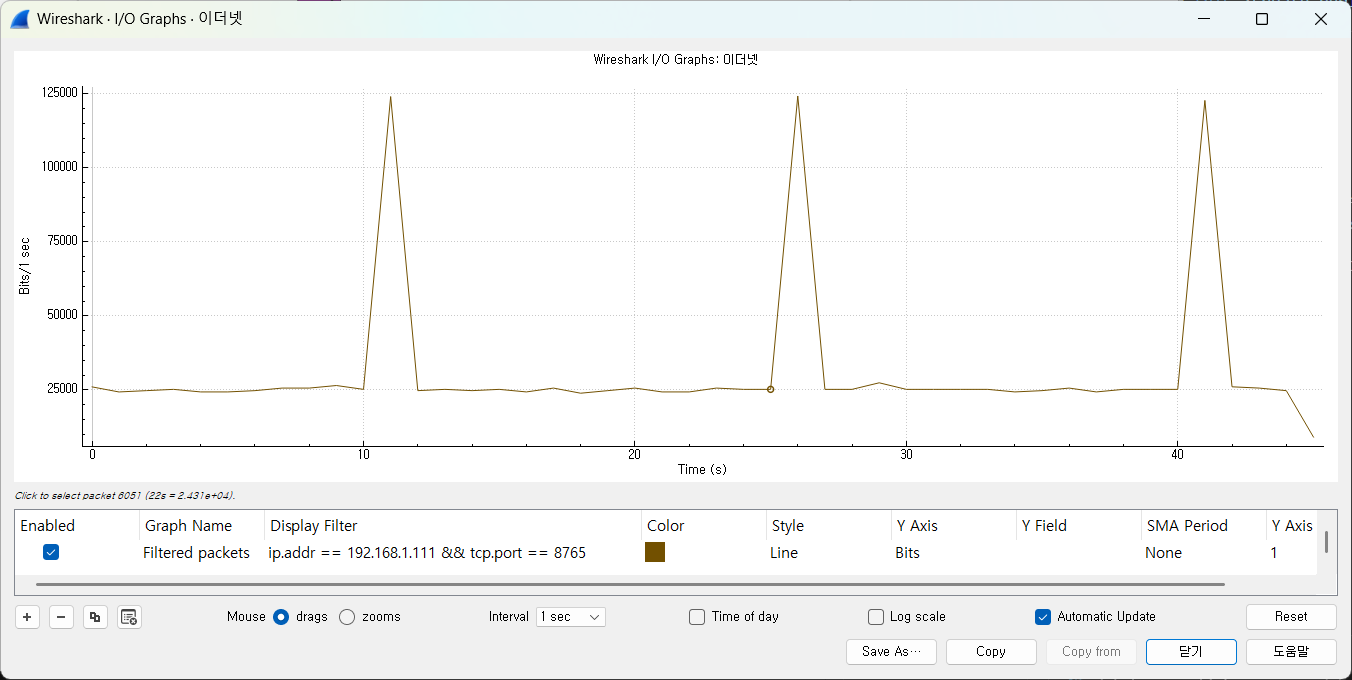 Wireshark · I/O Graphs · 이더넷
Wireshark I/O Graphs: 이더넷
125000
100000
75000
50000
25000
Bits/1 sec
0 10 20 30 40
Time (s)
Click to select packet 6051 (22s = 2.431e+04).
Enabled Graph Name Display Filter Color Style Y Axis Y Field SMA Period Y Axis
Filtered packets ip.addr == 192.168.1.111 && tcp.port == 8765 Line Bits None 1
Mouse drags zooms Interval 1 sec Time of day Log scale Automatic Update Reset
Save As… Copy Copy from 닫기 도움말